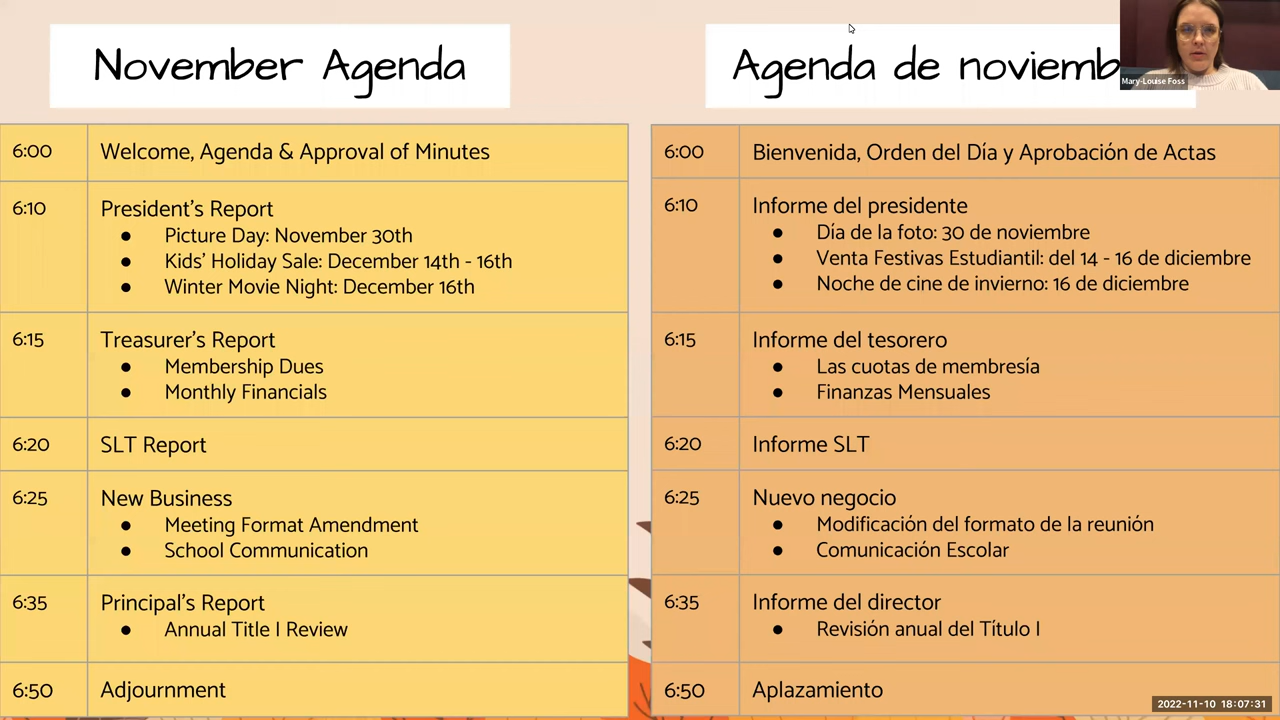 November Agenda
6:00 Welcome, Agenda & Approval of Minutes
6:10 President's Report
● Picture Day: November 30th
● Kids' Holiday Sale: December 14th - 16th
● Winter Movie Night: December 16th
6:15 Treasurer's Report
● Membership Dues
● Monthly Financials
6:20 SLT Report
6:25 New Business
● Meeting Format Amendment
● School Communication
6:35 Principal's Report
● Annual Title I Review
6:50 Adjournment
Agenda de noviemb
6:00 Bienvenida, Orden del Día y Aprobación de Actas
6:10 Informe del presidente
● Día de la foto: 30 de noviembre
● Venta Festivas Estudiantil: del 14 - 16 de diciembre
● Noche de cine de invierno: 16 de diciembre
6:15 Informe del tesorero
● Las cuotas de membresía
● Finanzas Mensuales
6:20 Informe SLT
6:25 Nuevo negocio
● Modificación del formato de la reunión
● Comunicación Escolar
6:35 Informe del director
● Revisión anual del Título I
6:50 Aplazamiento
Mary-Louise Foss
2022-11-10 18:07:31